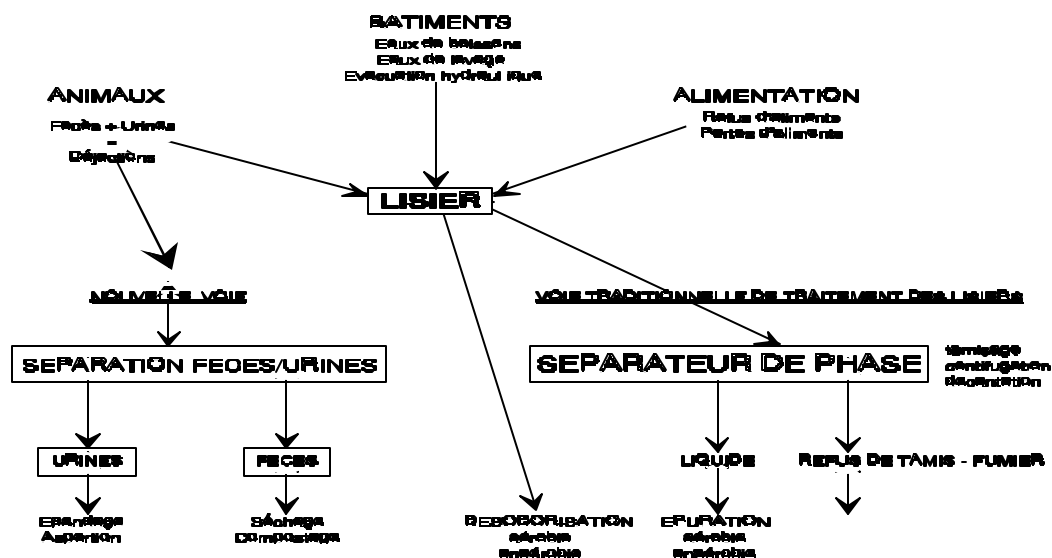 BATIMENTS
Eaux de boissons
Eaux de lavage
Evacuation hydraulique
ANIMAUX
Fecès + Urines
=
Déjections
ALIMENTATION
Refus d'aliments
Pertes d'aliments
LISIER
NOUVELLE VOIE
VOIE TRADITIONNELLE DE TRAITEMENT DES LISIERS
SEPARATION FECES/URINES
SEPARATEUR DE PHASE
tamisage
centrifugation
décantation
URINES
FECES
LIQUIDE
REFUS DE TAMIS - FUMIER
Epandage
Aspertion
Séchage
Compostage
DESODORISATION
aérobie
anaérobie
EPURATION
aérobie
anaérobie